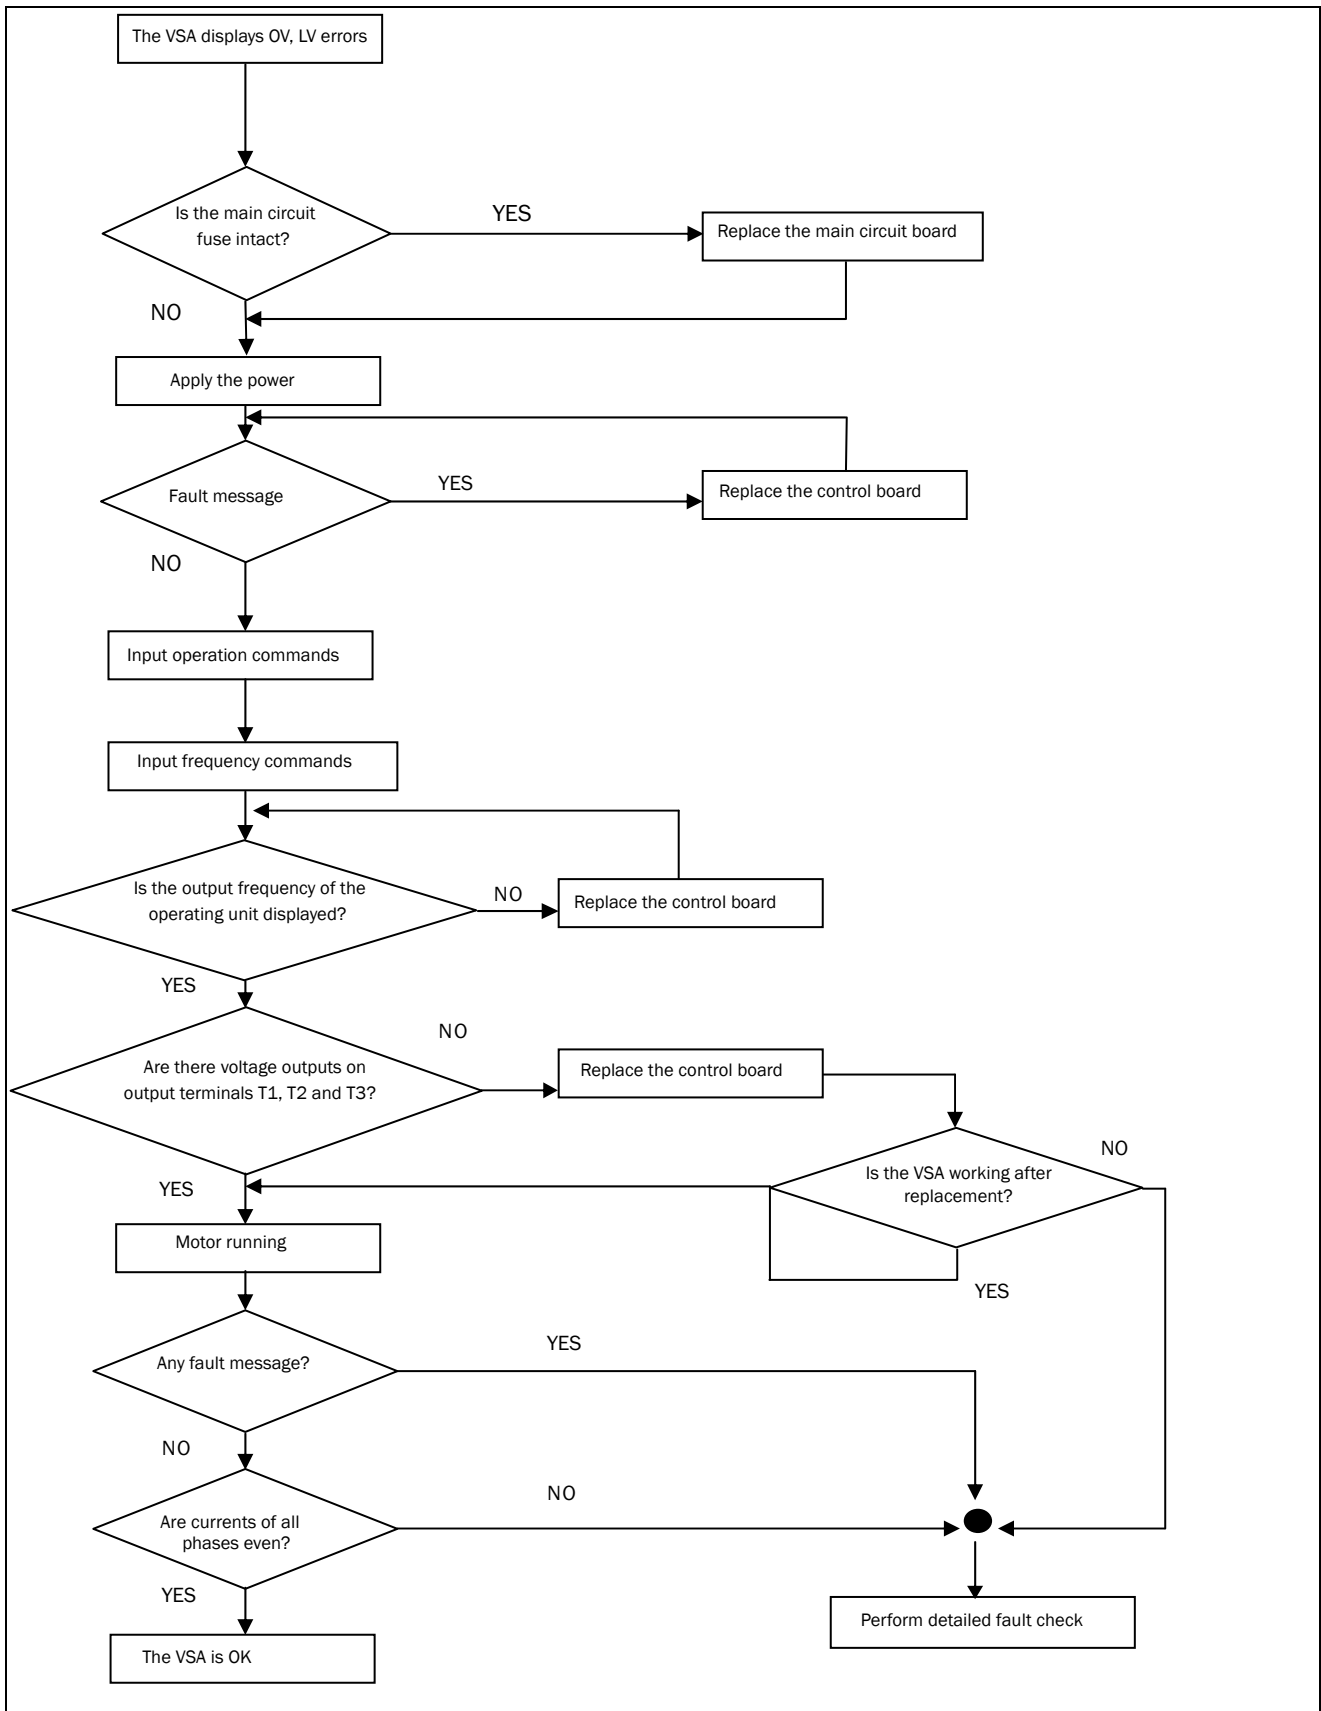 The VSA displays OV, LV errors
Is the main circuit
fuse intact?
YES
Replace the main circuit board
NO
Apply the power
Fault message
YES
Replace the control board
NO
Input operation commands
Input frequency commands
Is the output frequency of the
operating unit displayed?
NO
Replace the control board
YES
Are there voltage outputs on
output terminals T1, T2 and T3?
NO
Replace the control board
Is the VSA working after
replacement?
NO
YES
YES
Motor running
Any fault message?
YES
NO
Are currents of all
phases even?
NO
YES
Perform detailed fault check
The VSA is OK